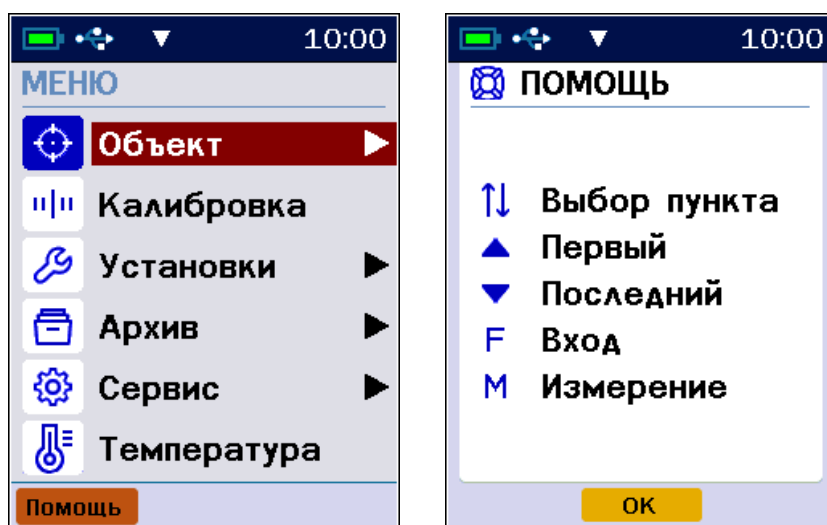 10:00
МЕНЮ
Объект
Калибровка
Установки
Архив
Сервис
Температура
Помощь
10:00
ПОМОЩЬ
Выбор пункта
Первый
Последний
F Вход
M Измерение
ОК